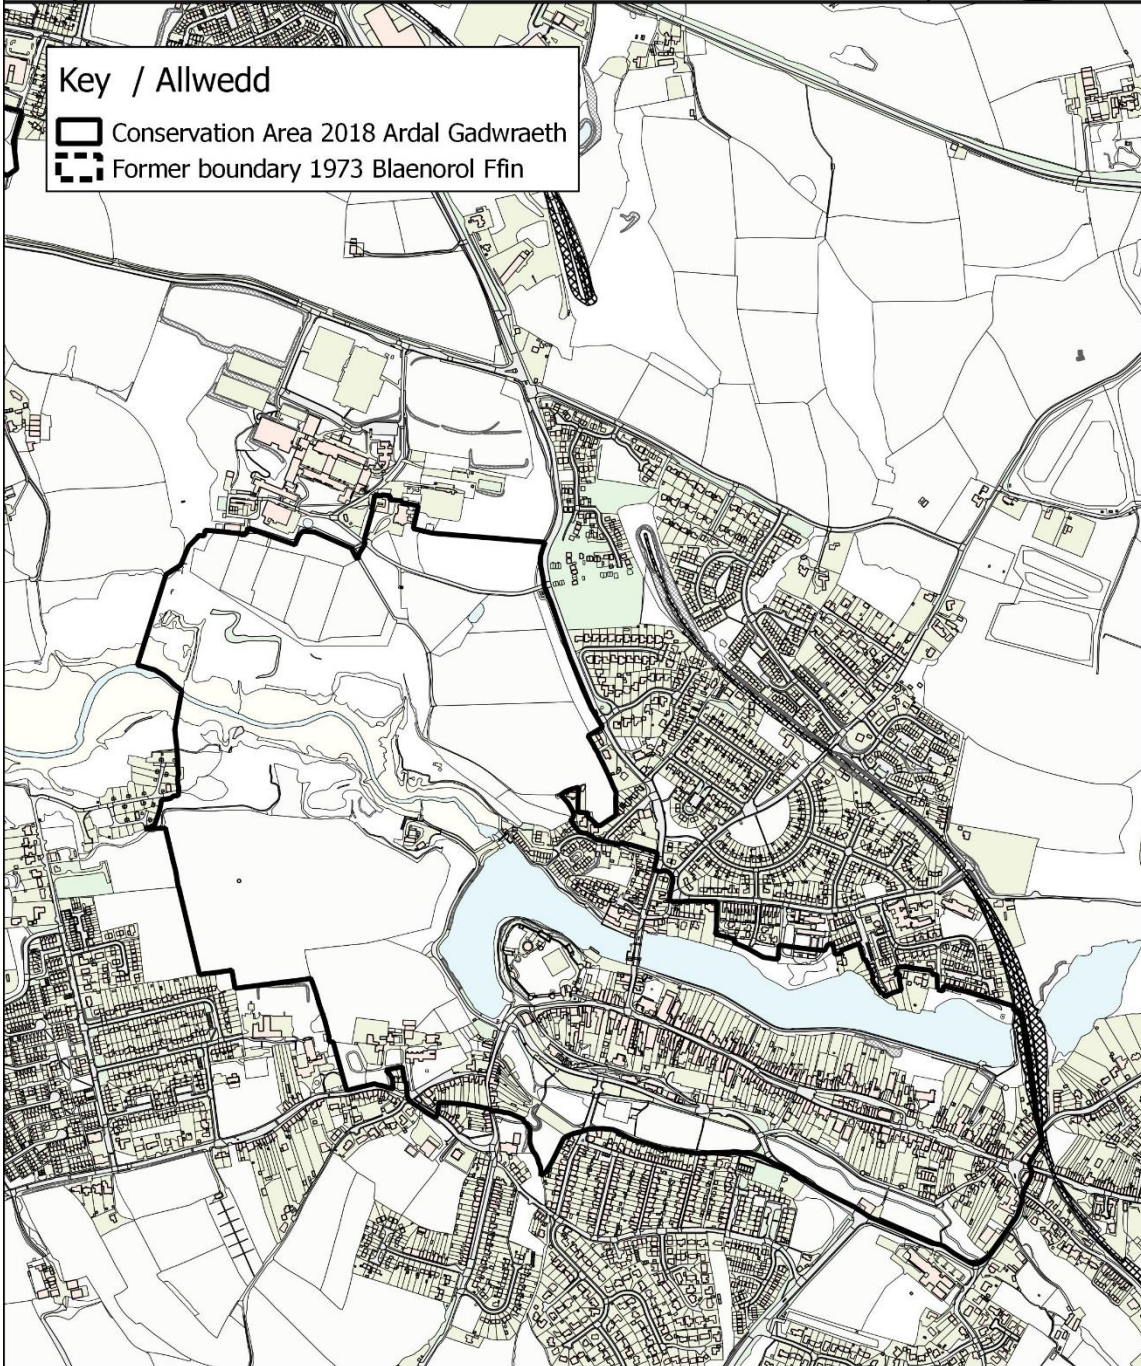 Key / Allwedd
Conservation Area 2018 Ardal Gadwraeth
Former boundary 1973 Blaenorol Ffin